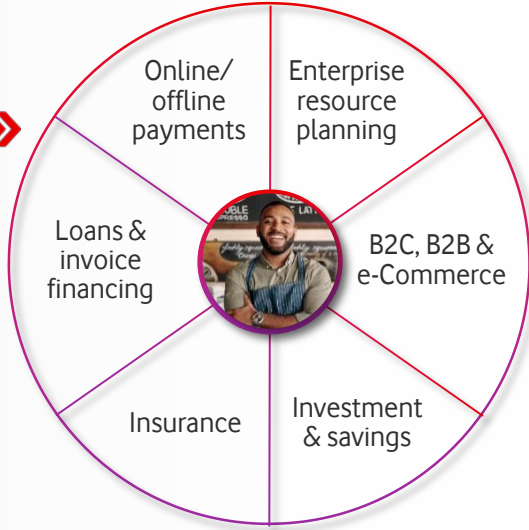 Online/
offline
payments
Enterprise
resource
planning
Loans &
invoice
financing
B2C, B2B &
e-Commerce
Insurance
Investment
& savings